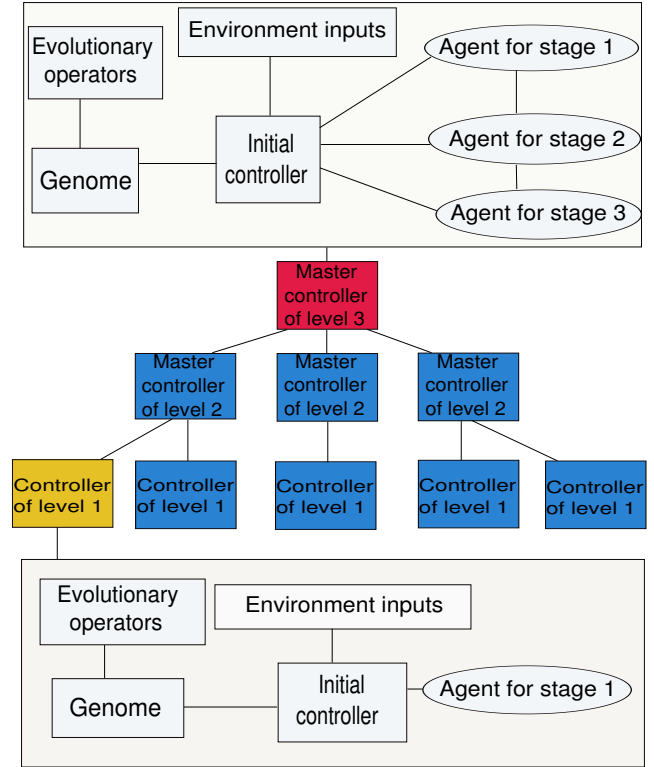 Evolutionary
operators
Environment inputs
Agent for stage 1
Genome
Initial
controller
Agent for stage 2
Agent for stage 3
Master
controller
of level 3
Master
controller
of level 2
Master
controller
of level 2
Master
controller
of level 2
Controller
of level 1
Controller
of level 1
Controller
of level 1
Controller
of level 1
Controller
of level 1
Evolutionary
operators
Environment inputs
Genome
Initial
controller
Agent for stage 1